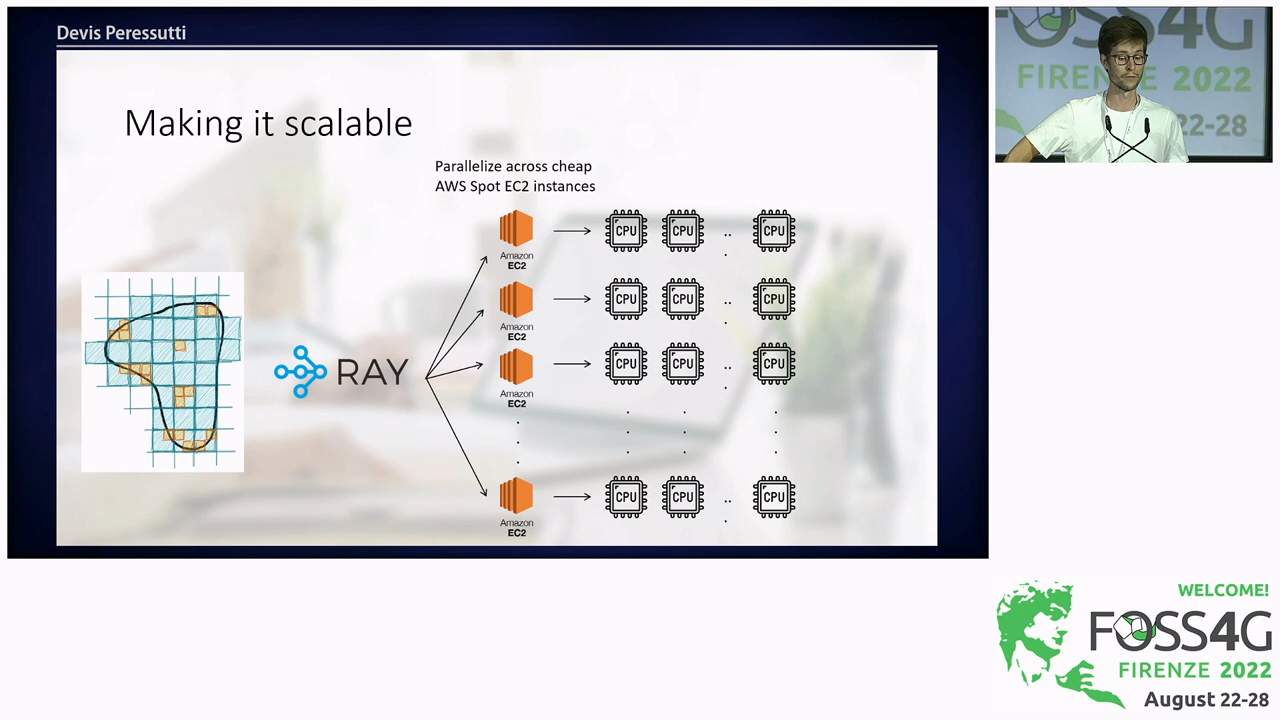 Devis Peressutti
Making it scalable
Parallelize across cheap
AWS Spot EC2 instances
RAY
Amazon
EC2
CPU CPU .. CPU
.
Amazon
EC2
CPU CPU .. CPU
.
Amazon
EC2
CPU CPU .. CPU
.
Amazon
EC2
CPU CPU .. CPU
.
FOSS4G
FIRENZE 2022
22-28
WELCOME!
FOSS4G
FIRENZE 2022
August 22-28